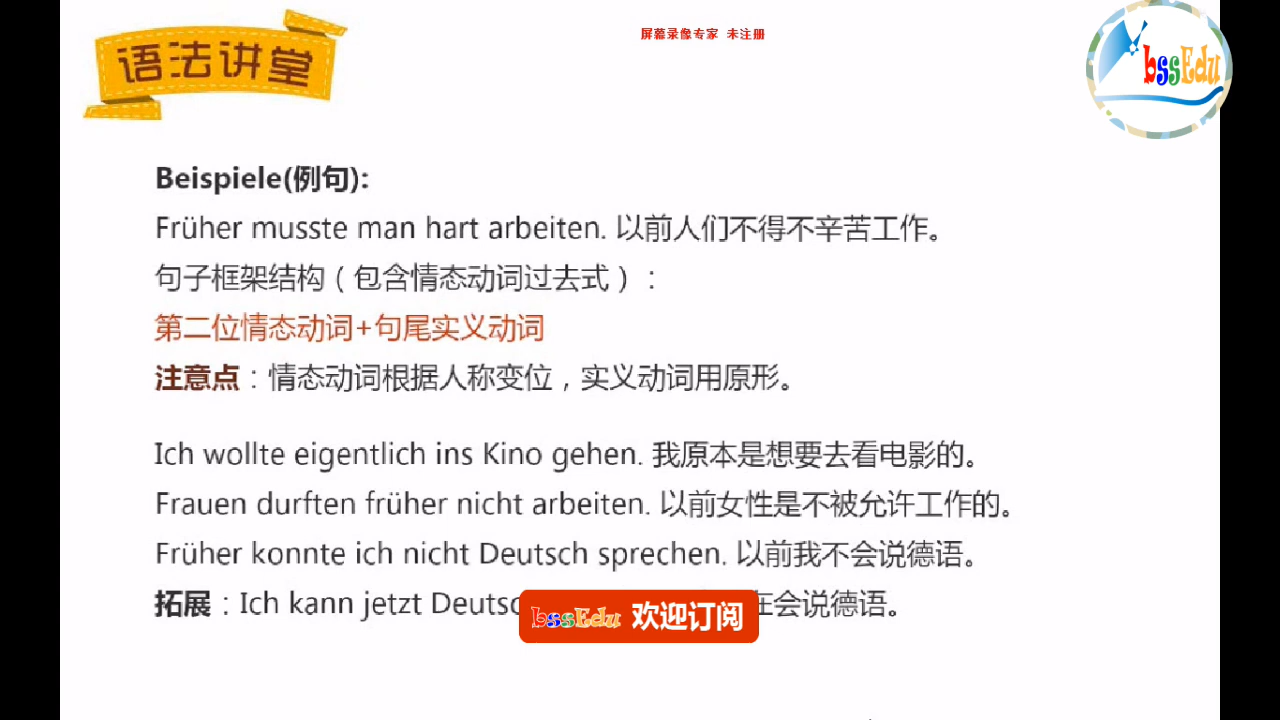 屏幕录像专家 未注册
语法讲堂
bssEdu
Beispiele(例句):
Früher musste man hart arbeiten. 以前人们不得不辛苦工作。
句子框架结构（包含情态动词过去式）：
第二位情态动词+句尾实义动词
注意点：情态动词根据人称变位，实义动词用原形。
Ich wollte eigentlich ins Kino gehen. 我原本是想要去看电影的。
Frauen durften früher nicht arbeiten. 以前女性是不被允许工作的。
Früher konnte ich nicht Deutsch sprechen. 以前我不会说德语。
拓展：Ich kann jetzt 会说德语。
bssEdu 欢迎订阅